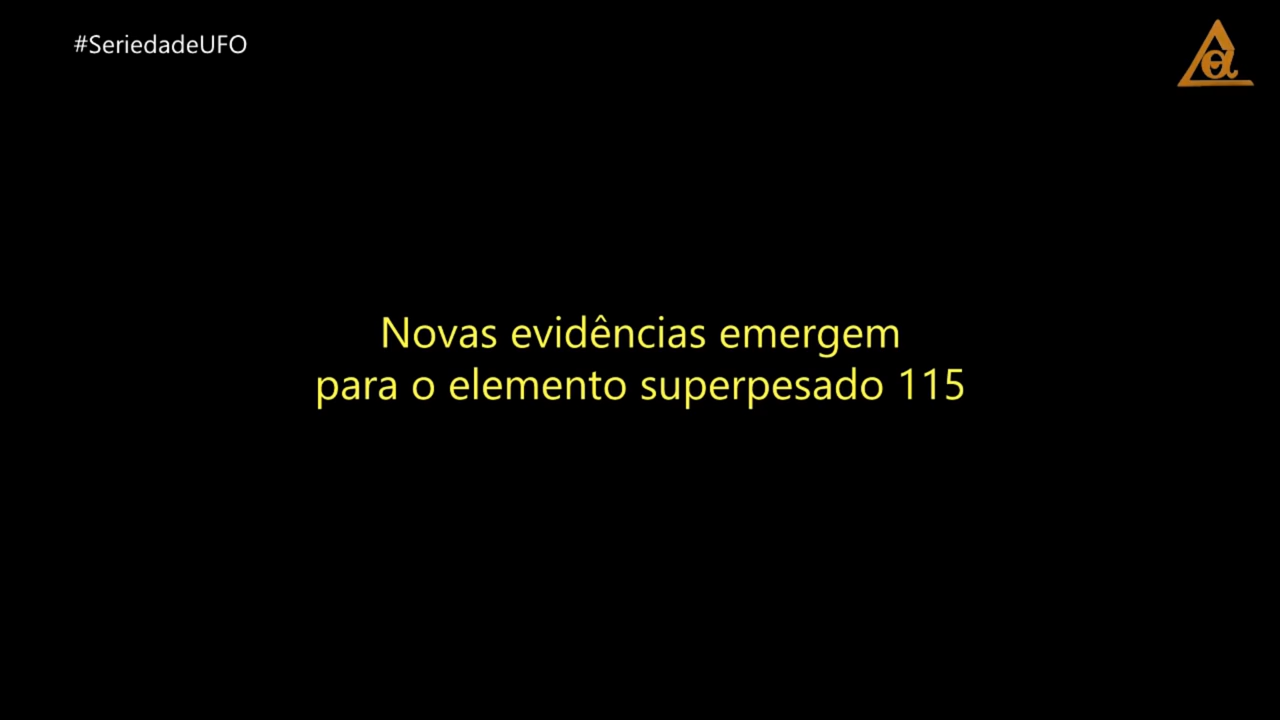 #SeriedadeUFO
Novas evidências emergem
para o elemento superpesado 115